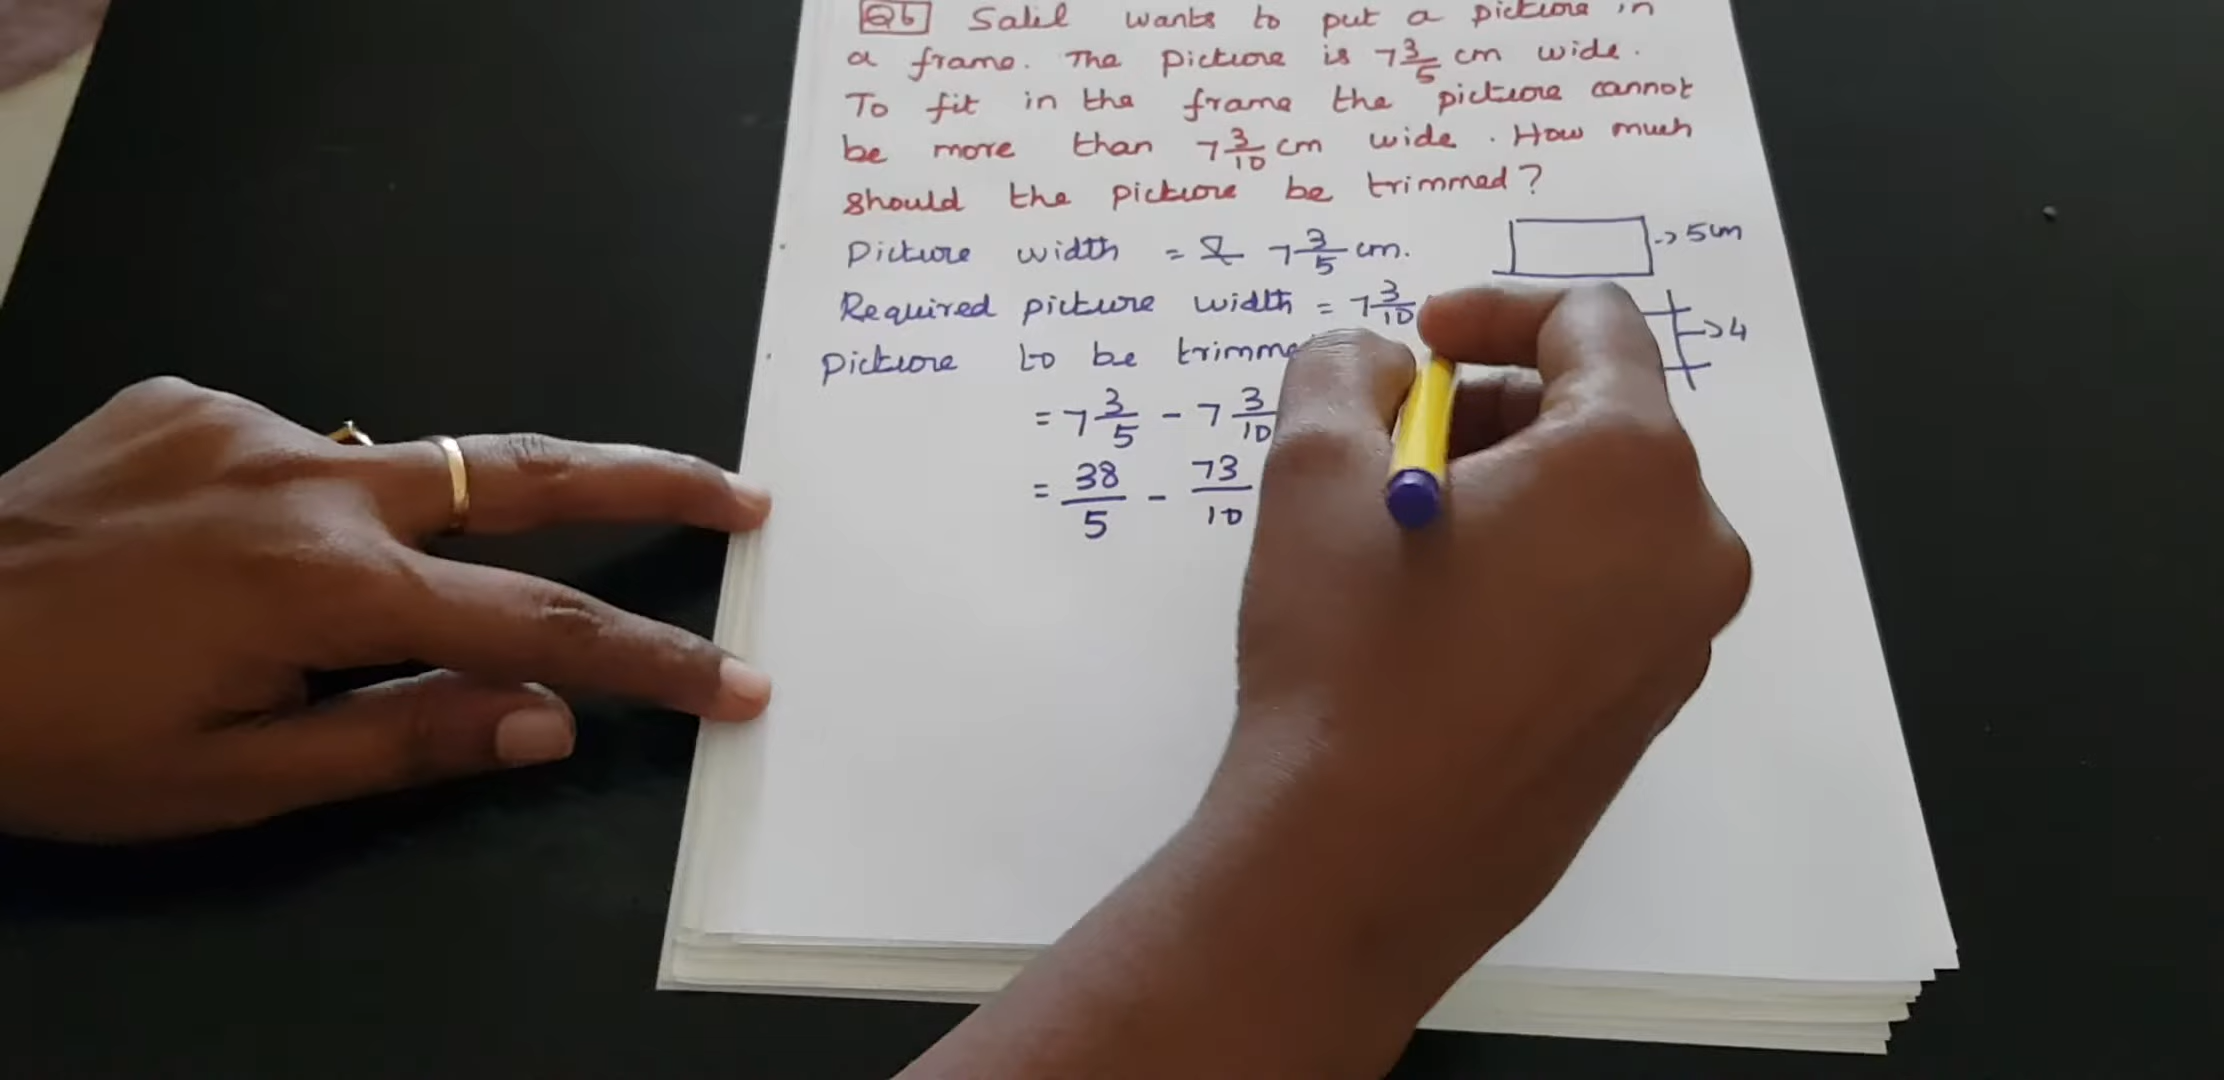 Q6 Salil wants to put a picture in
a frame. The picture is 7 3/5 cm wide.
To fit in the frame the picture cannot
be more than 7 3/10 cm wide. How much
should the picture be trimmed?
Picture width = 7 3/5 cm.
-> 5cm
Required picture width = 7 3/10
-> 4
Picture to be
= 7 3/5 - 7 3/10
= 38/5 - 73/10